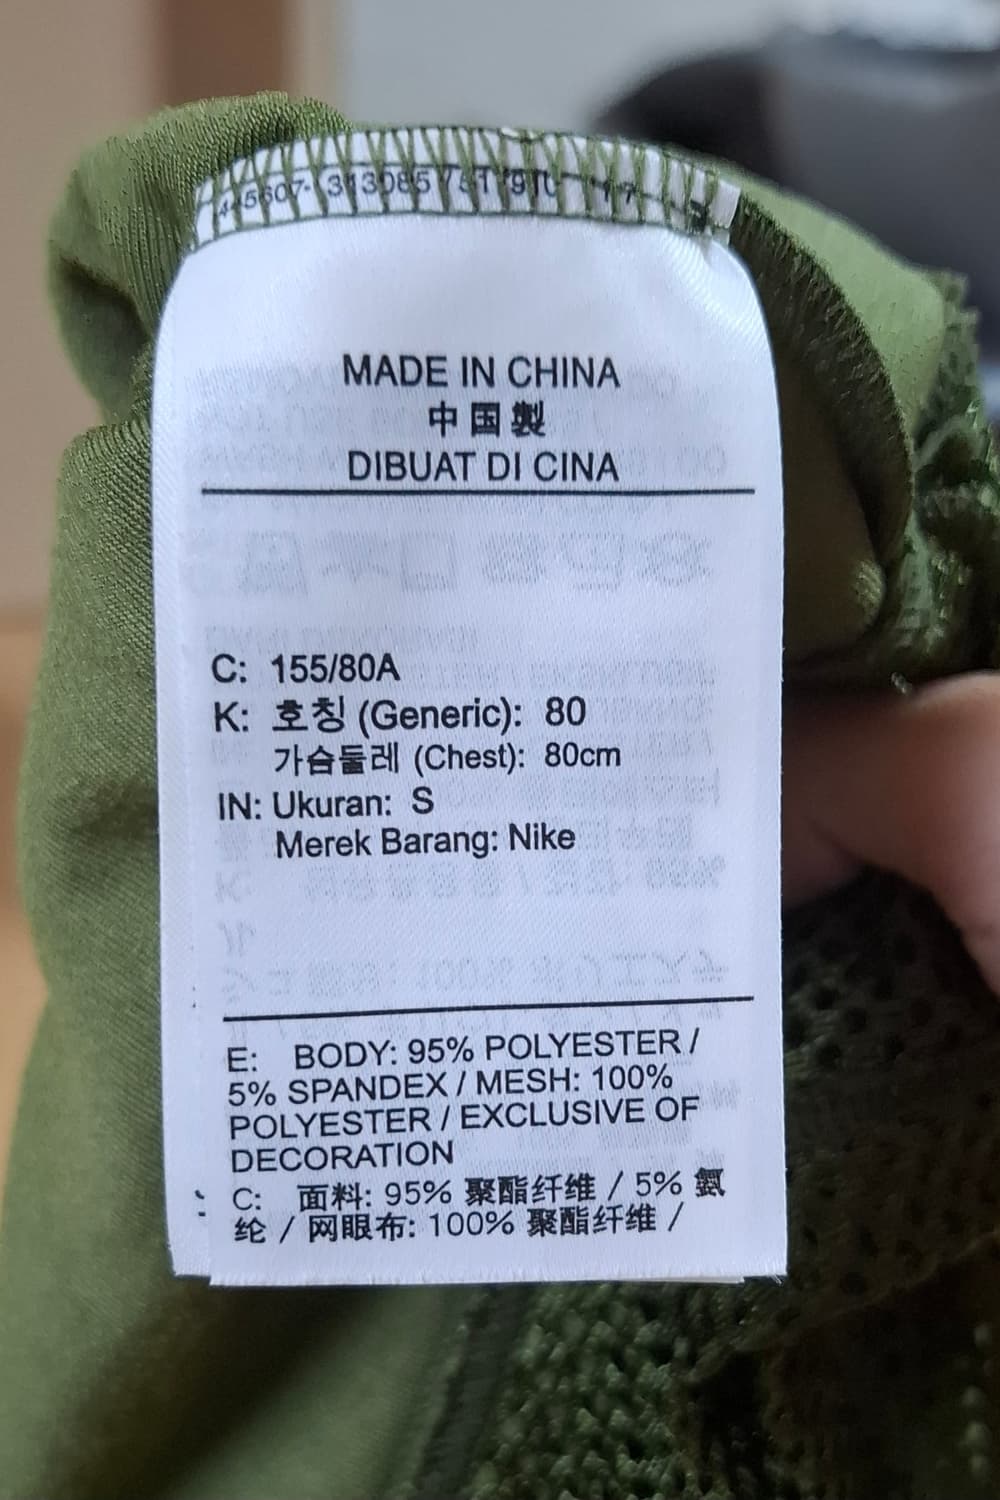 313085
MADE IN CHINA
中国製
DIBUAT DI CINA
C: 155/80A
K: 호칭 (Generic): 80
가슴둘레 (Chest): 80cm
IN: Ukuran: S
Merek Barang: Nike
E: BODY: 95% POLYESTER /
5% SPANDEX / MESH: 100%
POLYESTER / EXCLUSIVE OF
DECORATION
C: 面料: 95% 聚酯纤维 / 5% 氨
纶 / 网眼布: 100% 聚酯纤维 /